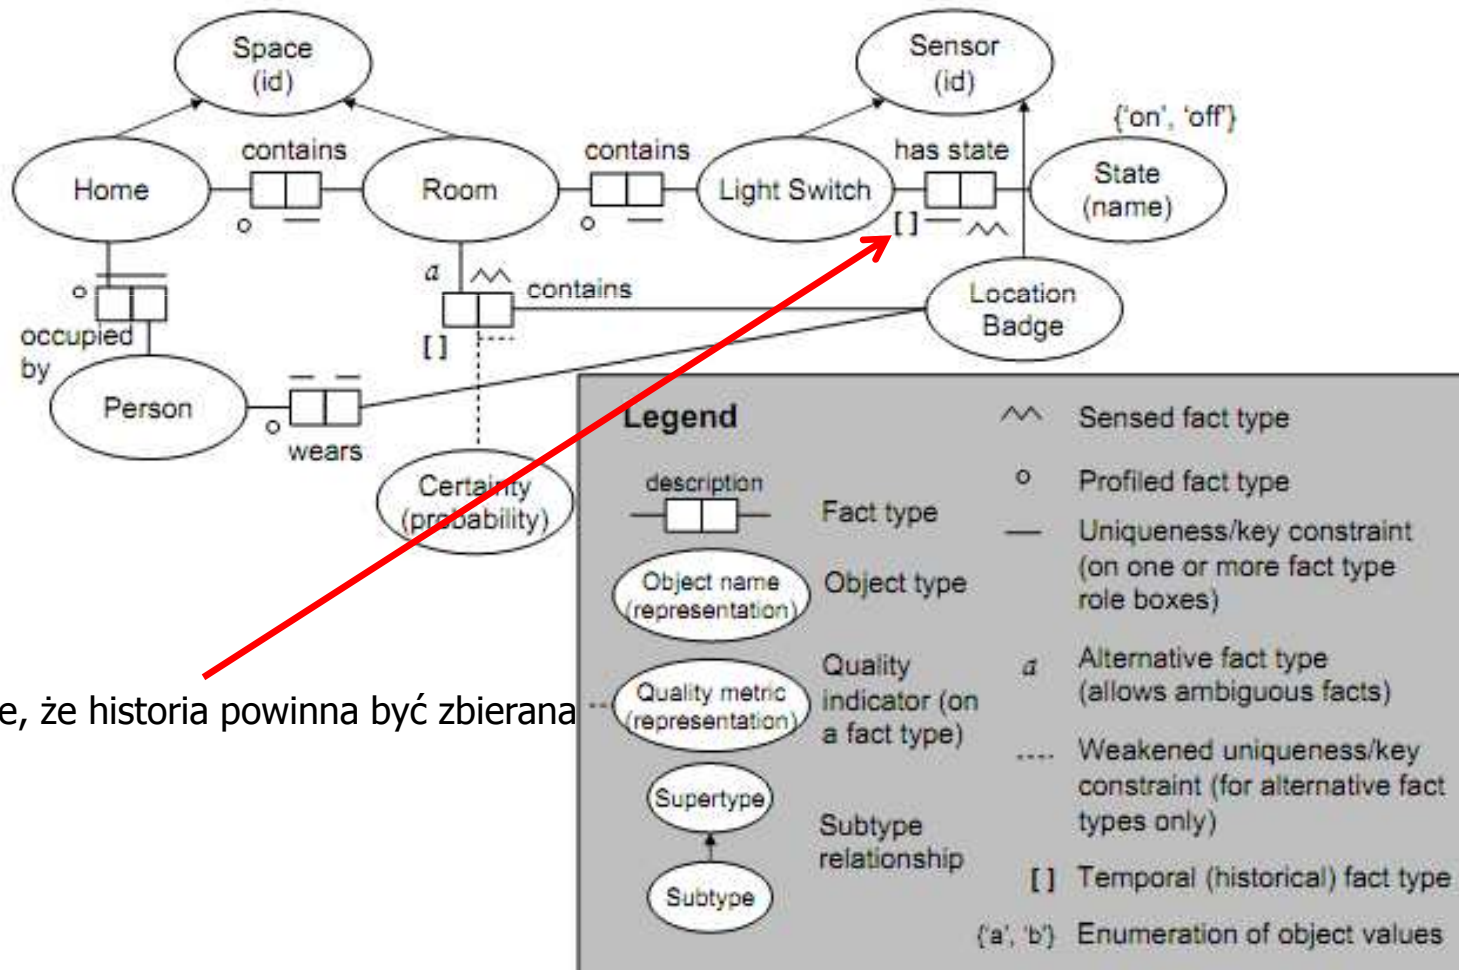 Space
(id)
Sensor
(id)
{'on', 'off'}
contains
contains
has state
Home
Room
Light Switch
State
(name)
[ ]
a
contains
Location
Badge
occupied
by
[ ]
Person
wears
Certainty
(probability)
Legend
description
Fact type
Object name
(representation)
Object type
Quality metric
(representation)
Quality
indicator (on
a fact type)
Supertype
Subtype
Subtype
relationship
Sensed fact type
Profiled fact type
Uniqueness/key constraint
(on one or more fact type
role boxes)
a Alternative fact type
(allows ambiguous facts)
Weakened uniqueness/key
constraint (for alternative fact
types only)
[ ] Temporal (historical) fact type
{'a', 'b'} Enumeration of object values
e, że historia powinna być zbierana